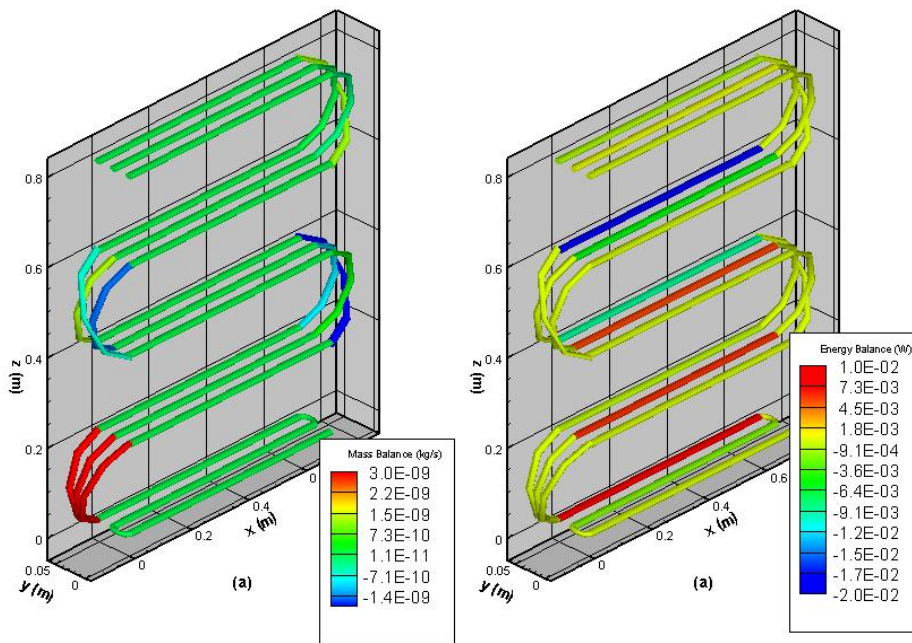 0.8
0.6
0.4
0.2
0
z (m)
0.05
0
y (m)
0
0.2
0.4
x (m)
0
(a)
Mass Balance (kg/s)
3.0E-09
2.2E-09
1.5E-09
7.3E-10
1.1E-11
-7.1E-10
-1.4E-09
0.8
0.6
0.4
0.2
0
z (m)
0.05
0
y (m)
0
0.2
0.4
x (m)
0.6
(a)
Energy Balance (W)
1.0E-02
7.3E-03
4.5E-03
1.8E-03
-9.1E-04
-3.6E-03
-6.4E-03
-9.1E-03
-1.2E-02
-1.5E-02
-1.7E-02
-2.0E-02